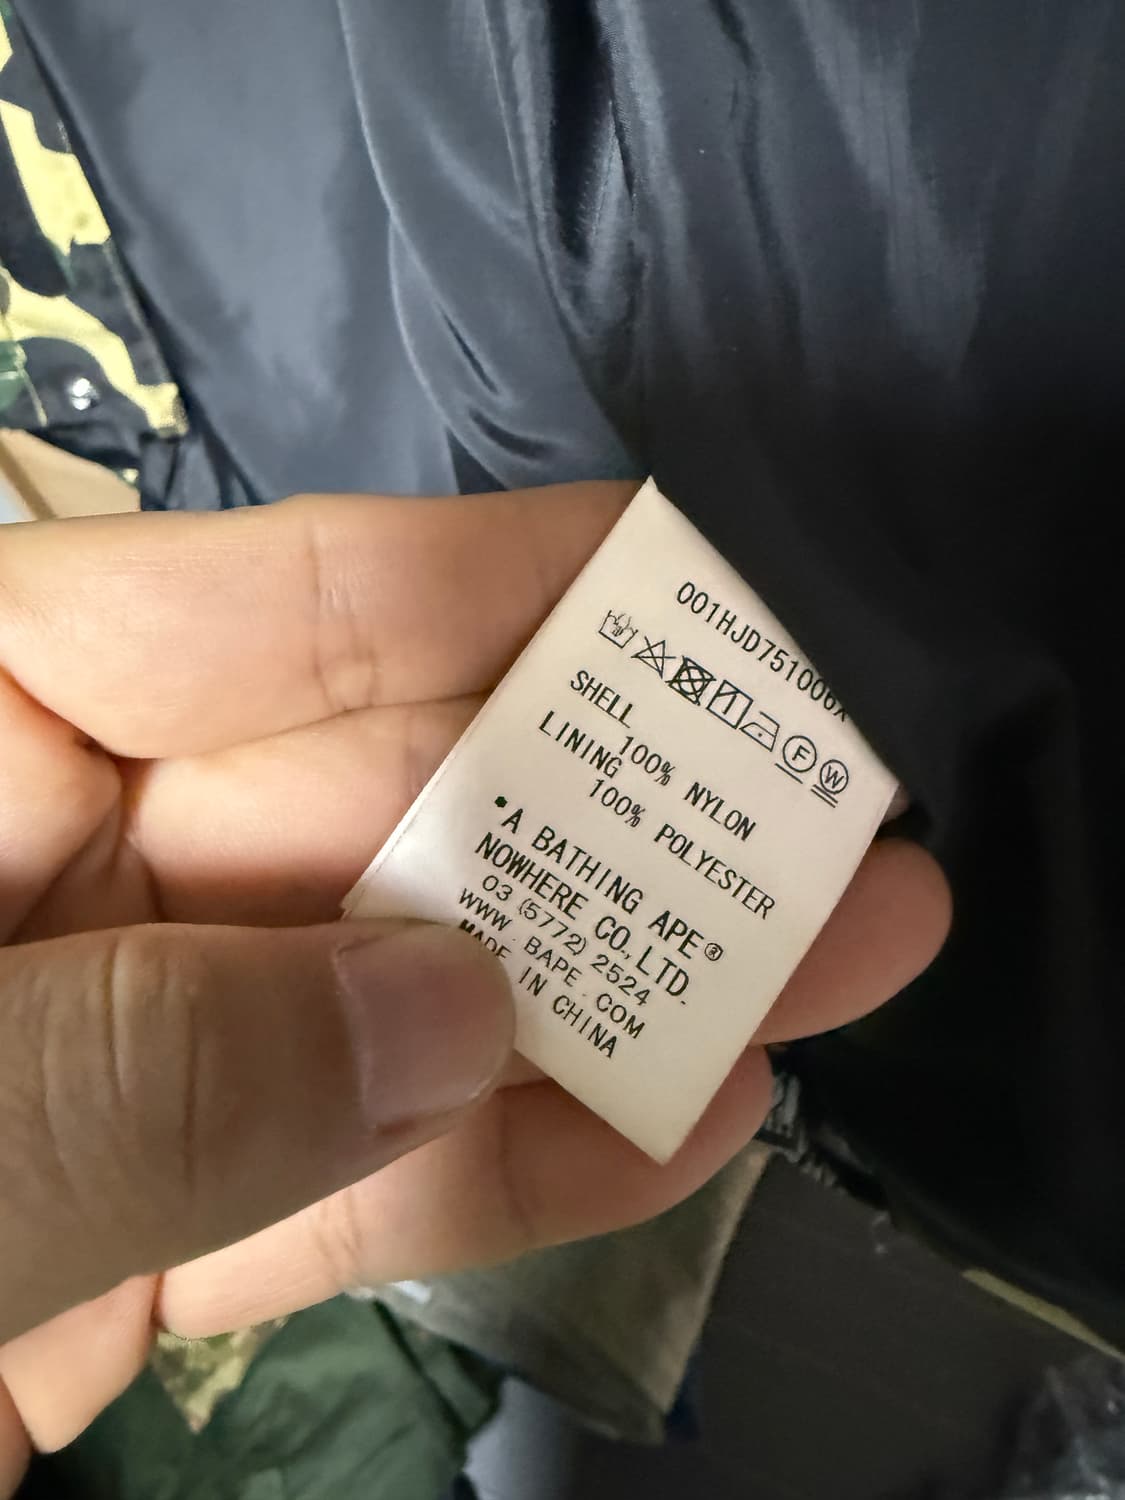 001HJD751006X
SHELL
100% NYLON
LINING
100% POLYESTER
*A BATHING APE®
NOWHERE CO., LTD.
03 (5772) 2524
WWW.BAPE.COM
MADE IN CHINA